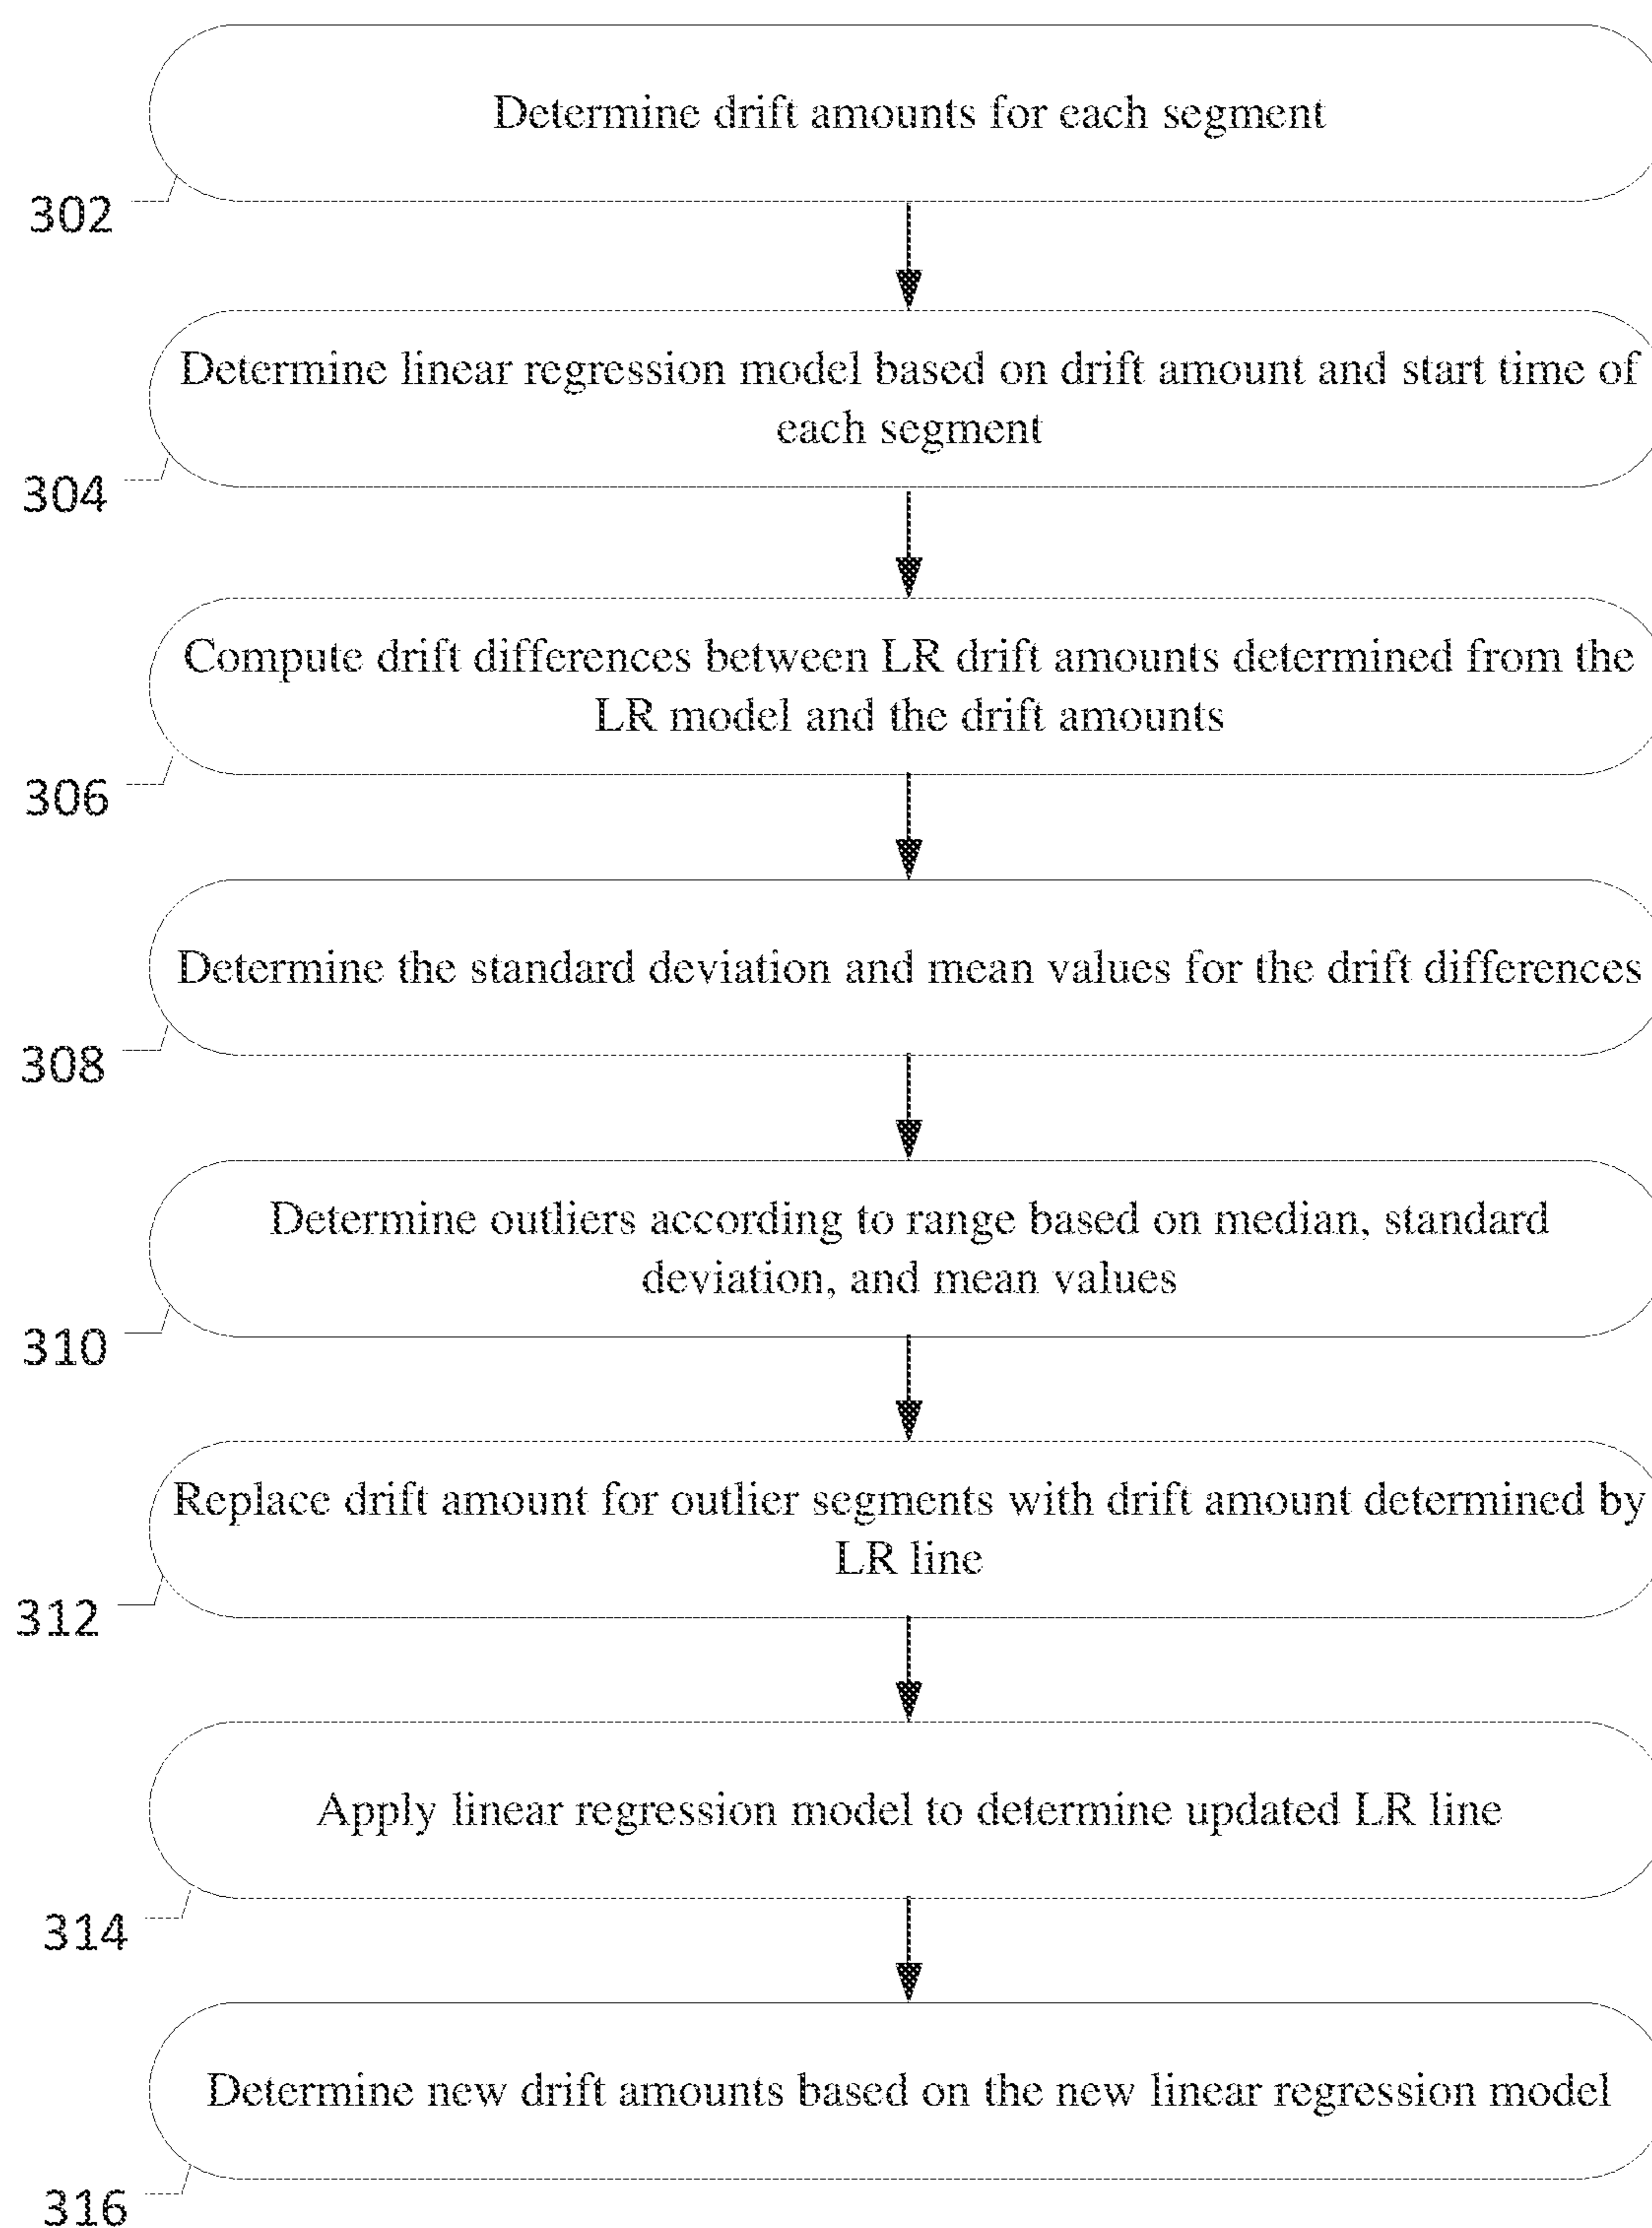 Determine drift amounts for each segment
302
Determine linear regression model based on drift amount and start time of
each segment
304
Compute drift differences between LR drift amounts determined from the
LR model and the drift amounts
306
Determine the standard deviation and mean values for the drift differences
308
Determine outliers according to range based on median, standard
deviation, and mean values
310
Replace drift amount for outlier segments with drift amount determined by
LR line
312
Apply linear regression model to determine updated LR line
314
Determine new drift amounts based on the new linear regression model
316